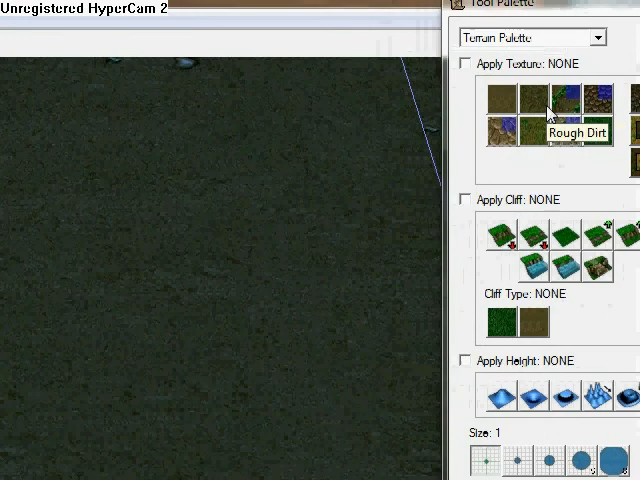 Unregistered HyperCam 2
Tool Palette
Terrain Palette
Apply Texture: NONE
Rough Dirt
Apply Cliff: NONE
Cliff Type: NONE
Apply Height: NONE
Size: 1